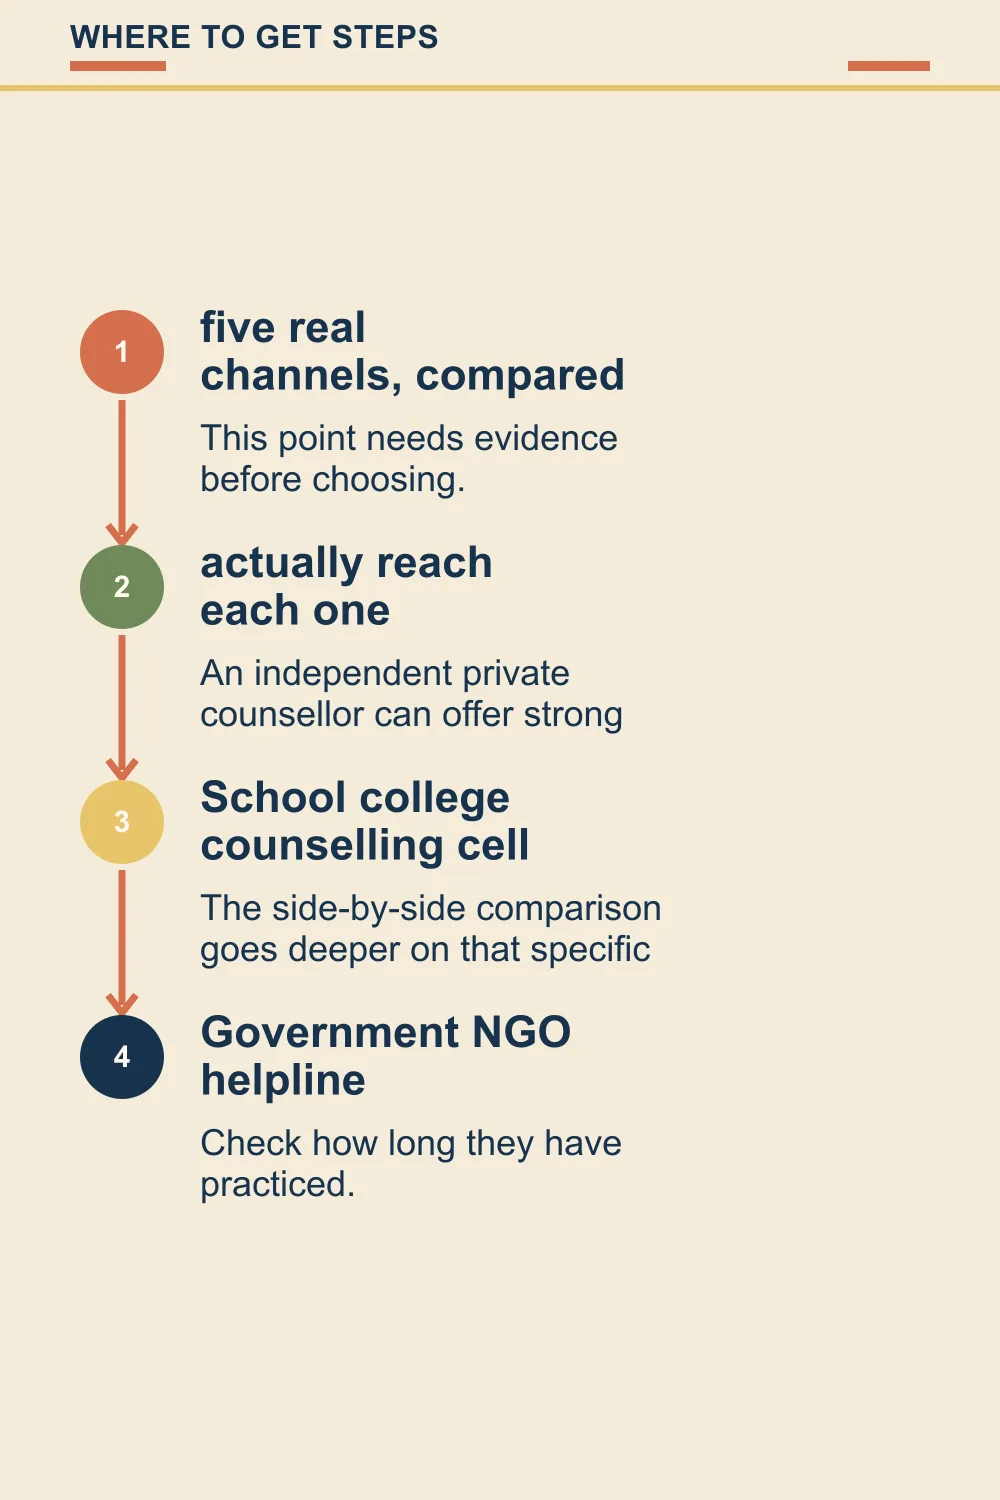 WHERE TO GET STEPS
1
five real
channels, compared
This point needs evidence
before choosing.
2
actually reach
each one
An independent private
counsellor can offer strong
3
School college
counselling cell
The side-by-side comparison
goes deeper on that specific
4
Government NGO
helpline
Check how long they have
practiced.